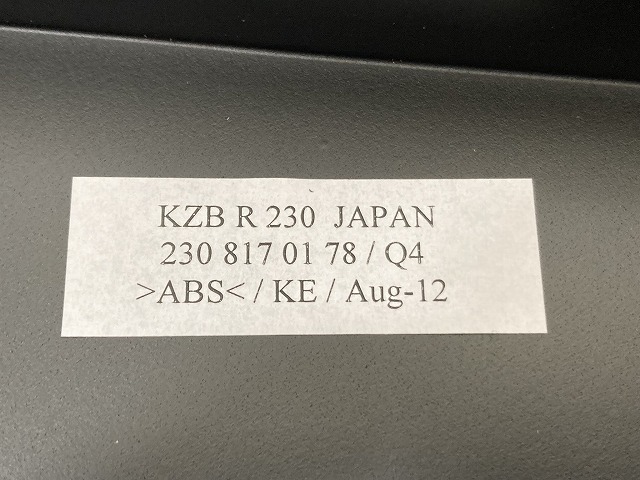 KZB R 230 JAPAN
230 817 01 78 / Q4
>ABS< / KE / Aug-12